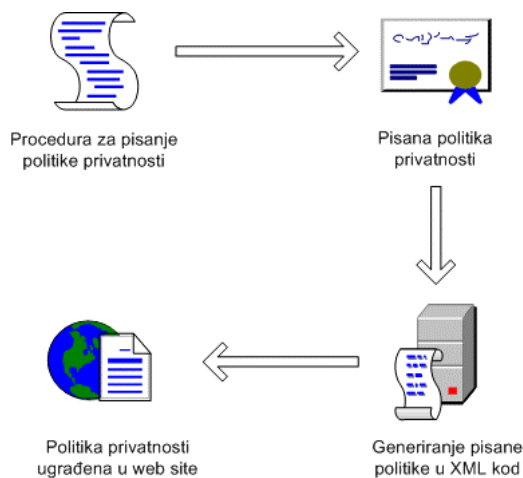 Procedura za pisanje
politike privatnosti
Pisana politika
privatnosti
Politika privatnosti
ugrađena u web site
Generiranje pisane
politike u XML kod